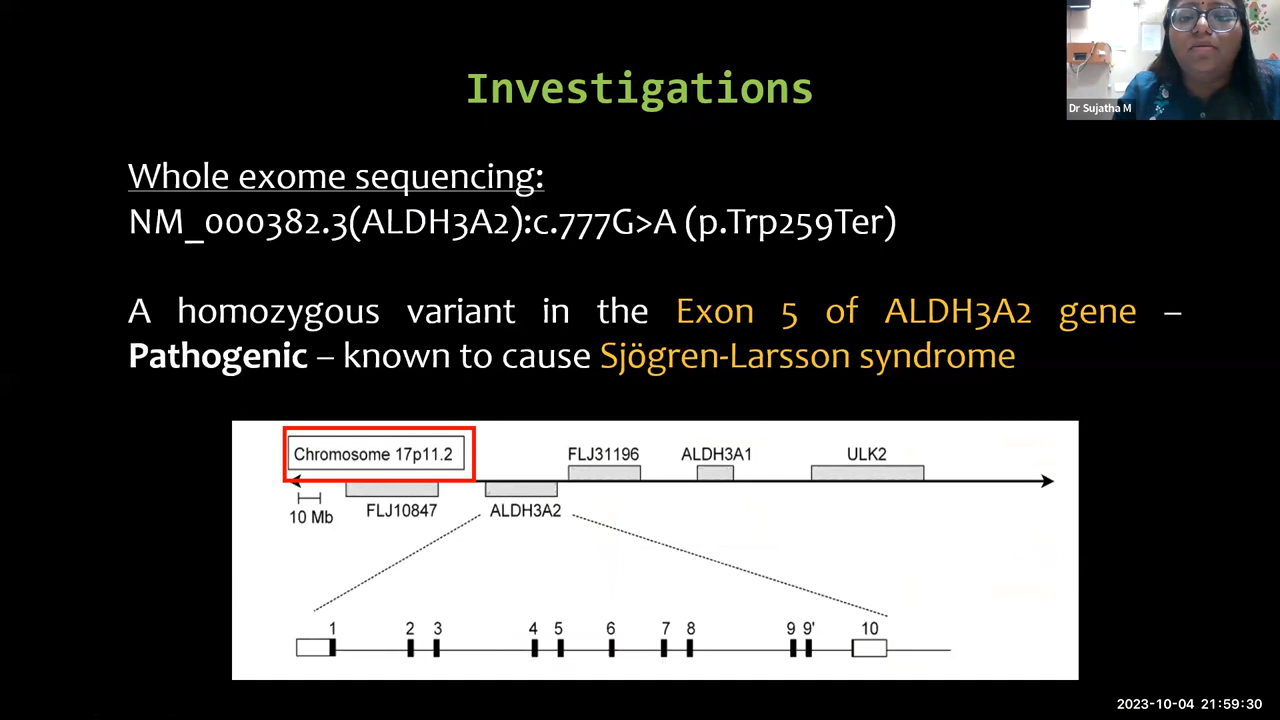 Investigations
Dr Sujatha M
Whole exome sequencing:
NM_000382.3(ALDH3A2):c.777G>A (p.Trp259Ter)
A homozygous variant in the Exon 5 of ALDH3A2 gene –
Pathogenic – known to cause Sjögren-Larsson syndrome
Chromosome 17p11.2
FLJ31196 ALDH3A1 ULK2
10 Mb FLJ10847 ALDH3A2
1 2 3 4 5 6 7 8 9 9' 10
2023-10-04 21:59:30